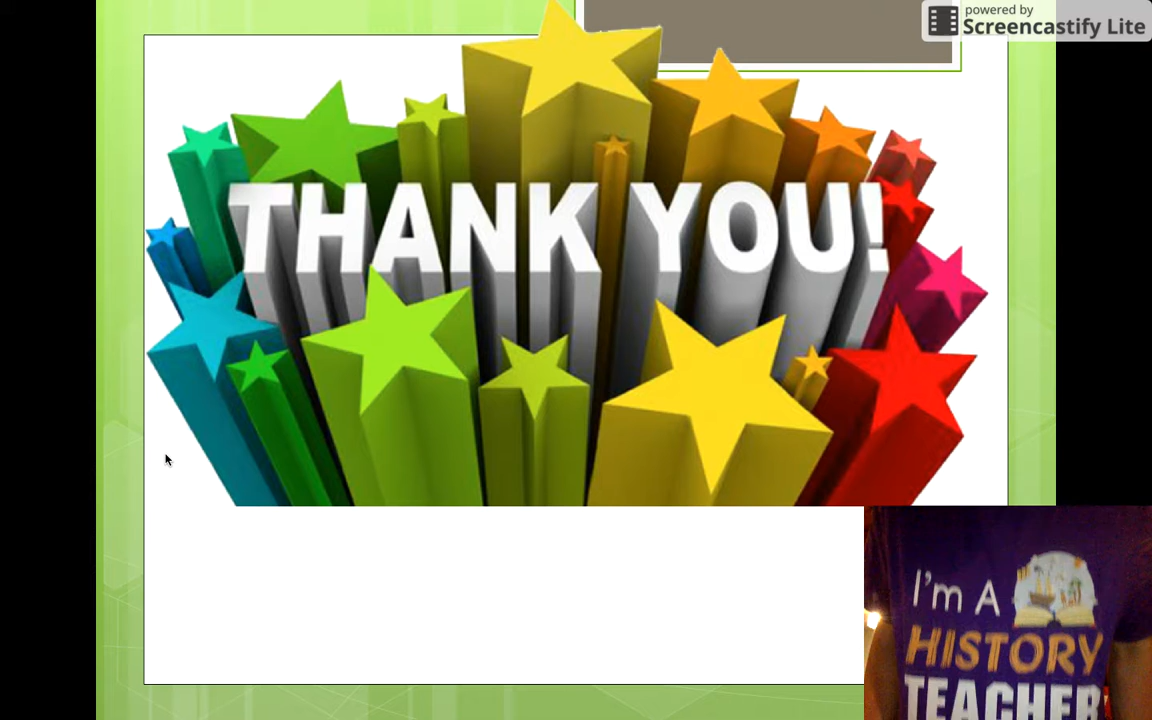 powered by
Screencastify Lite
THANK YOU!
I'm A
HISTORY
TEACHER